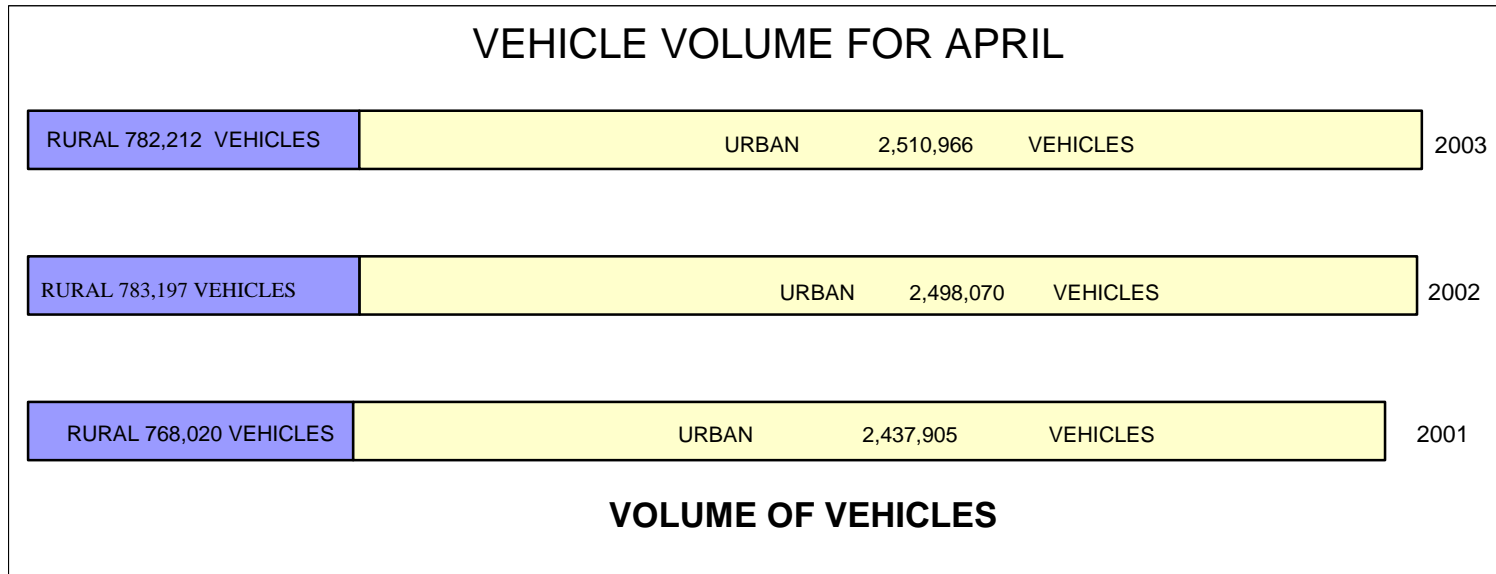 VEHICLE VOLUME FOR APRIL
RURAL 782,212 VEHICLES URBAN 2,510,966 VEHICLES 2003
RURAL 783,197 VEHICLES URBAN 2,498,070 VEHICLES 2002
RURAL 768,020 VEHICLES URBAN 2,437,905 VEHICLES 2001
VOLUME OF VEHICLES